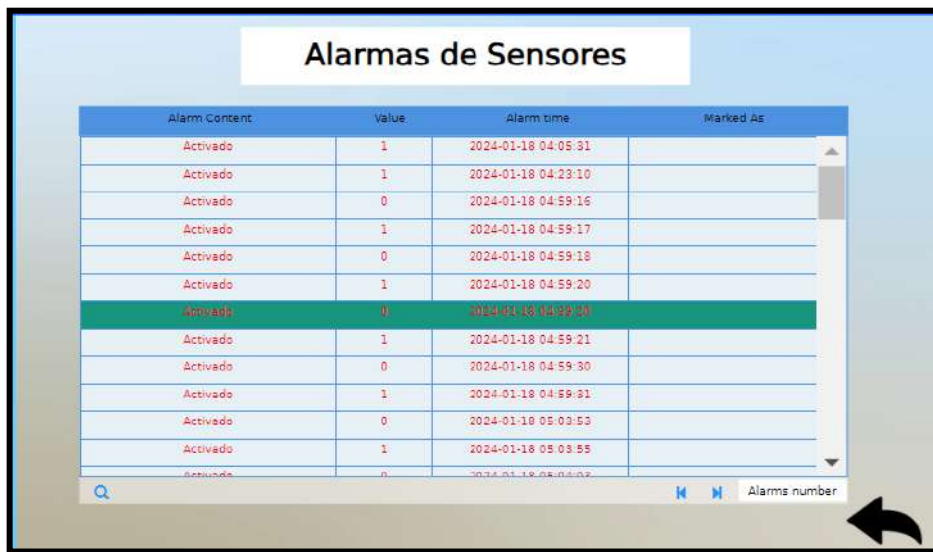 Alarmas de Sensores
Alarm Content Value Alarm time Marked As
Activado 1 2024-01-18 04:05:31
Activado 1 2024-01-18 04:23:10
Activado 0 2024-01-18 04:59:16
Activado 1 2024-01-18 04:59:17
Activado 0 2024-01-18 04:59:18
Activado 1 2024-01-18 04:59:20
Activado 0 2024-01-18 04:59:20
Activado 1 2024-01-18 04:59:21
Activado 0 2024-01-18 04:59:30
Activado 1 2024-01-18 04:59:31
Activado 0 2024-01-18 05:03:53
Activado 1 2024-01-18 05:03:55
Activado 0
Alarms number